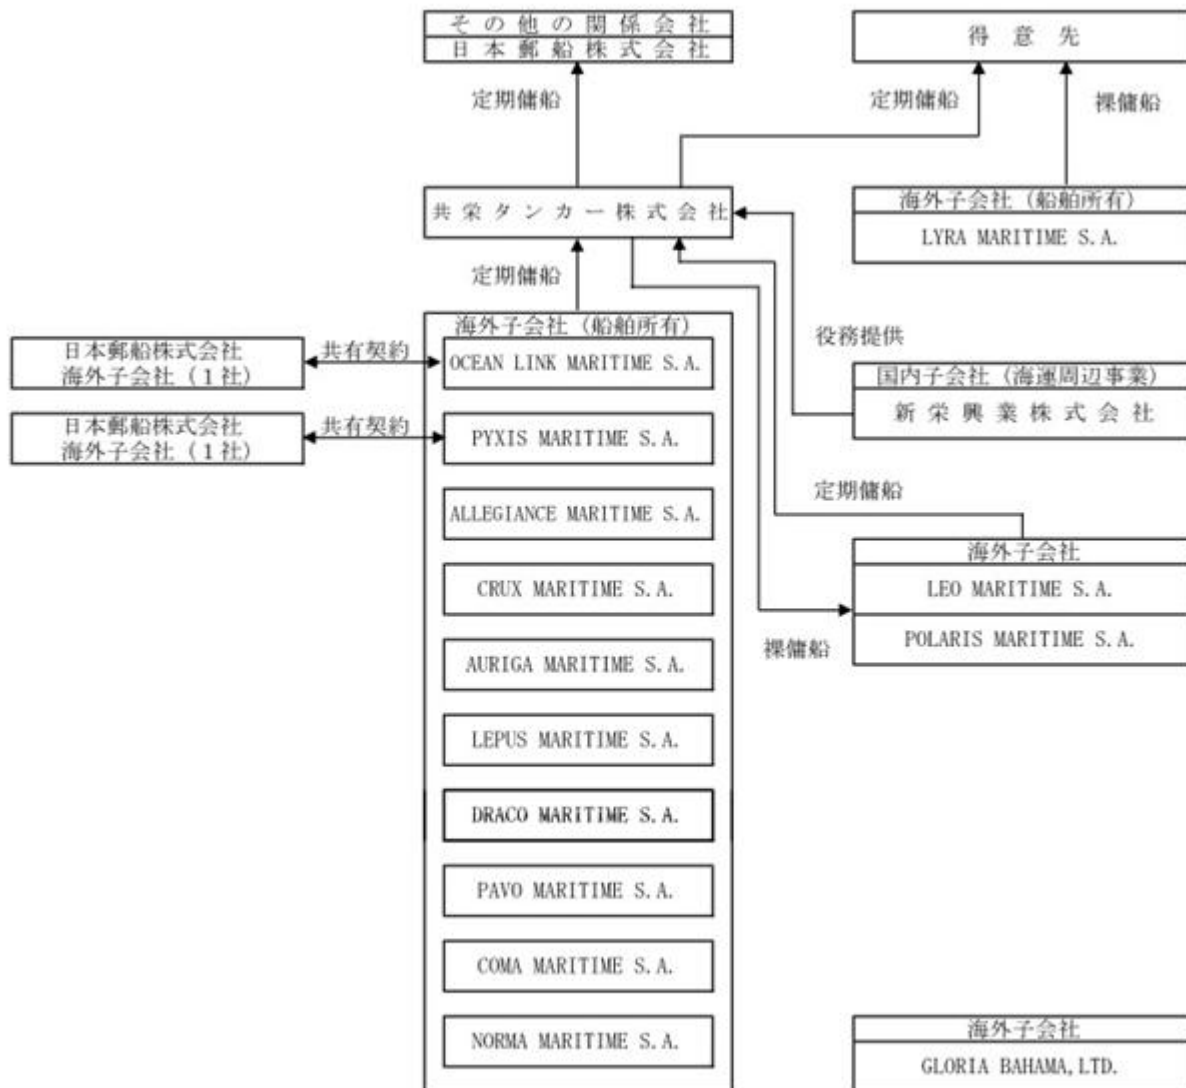 その他の関係会社
日本郵船株式会社
得意先
定期傭船
定期傭船
裸傭船
共栄タンカー株式会社
海外子会社（船舶所有）
LYRA MARITIME S.A.
定期傭船
海外子会社（船舶所有）
日本郵船株式会社
海外子会社（１社）
共有契約
OCEAN LINK MARITIME S.A.
役務提供
国内子会社（海運周辺事業）
新栄興業株式会社
日本郵船株式会社
海外子会社（１社）
共有契約
PYXIS MARITIME S.A.
定期傭船
ALLEGIANCE MARITIME S.A.
海外子会社
LEO MARITIME S.A.
POLARIS MARITIME S.A.
裸傭船
CRUX MARITIME S.A.
AURIGA MARITIME S.A.
LEPUS MARITIME S.A.
DRACO MARITIME S.A.
PAVO MARITIME S.A.
COMA MARITIME S.A.
NORMA MARITIME S.A.
海外子会社
GLORIA BAHAMA,LTD.